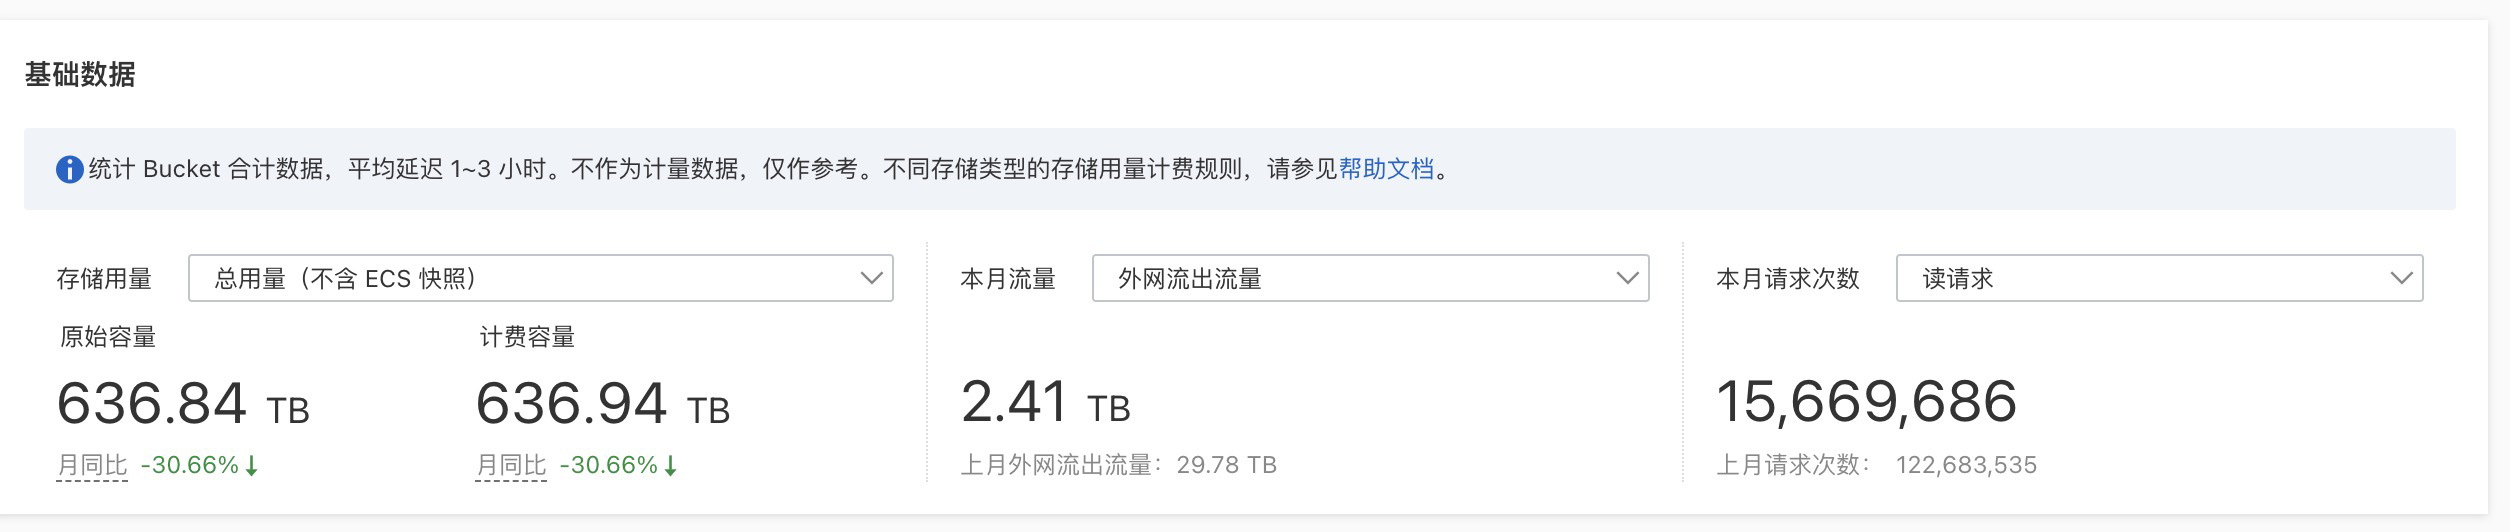 基础数据
统计 Bucket 合计数据，平均延迟 1~3 小时。不作为计量数据，仅作参考。不同存储类型的存储用量计费规则，请参见帮助文档。
存储用量 总用量（不含 ECS 快照）
原始容量 计费容量
636.84 TB 636.94 TB
月同比 -30.66%↓ 月同比 -30.66%↓
本月流量 外网流出流量
2.41 TB
上月外网流出流量： 29.78 TB
本月请求次数 读请求
15,669,686
上月请求次数： 122,683,535